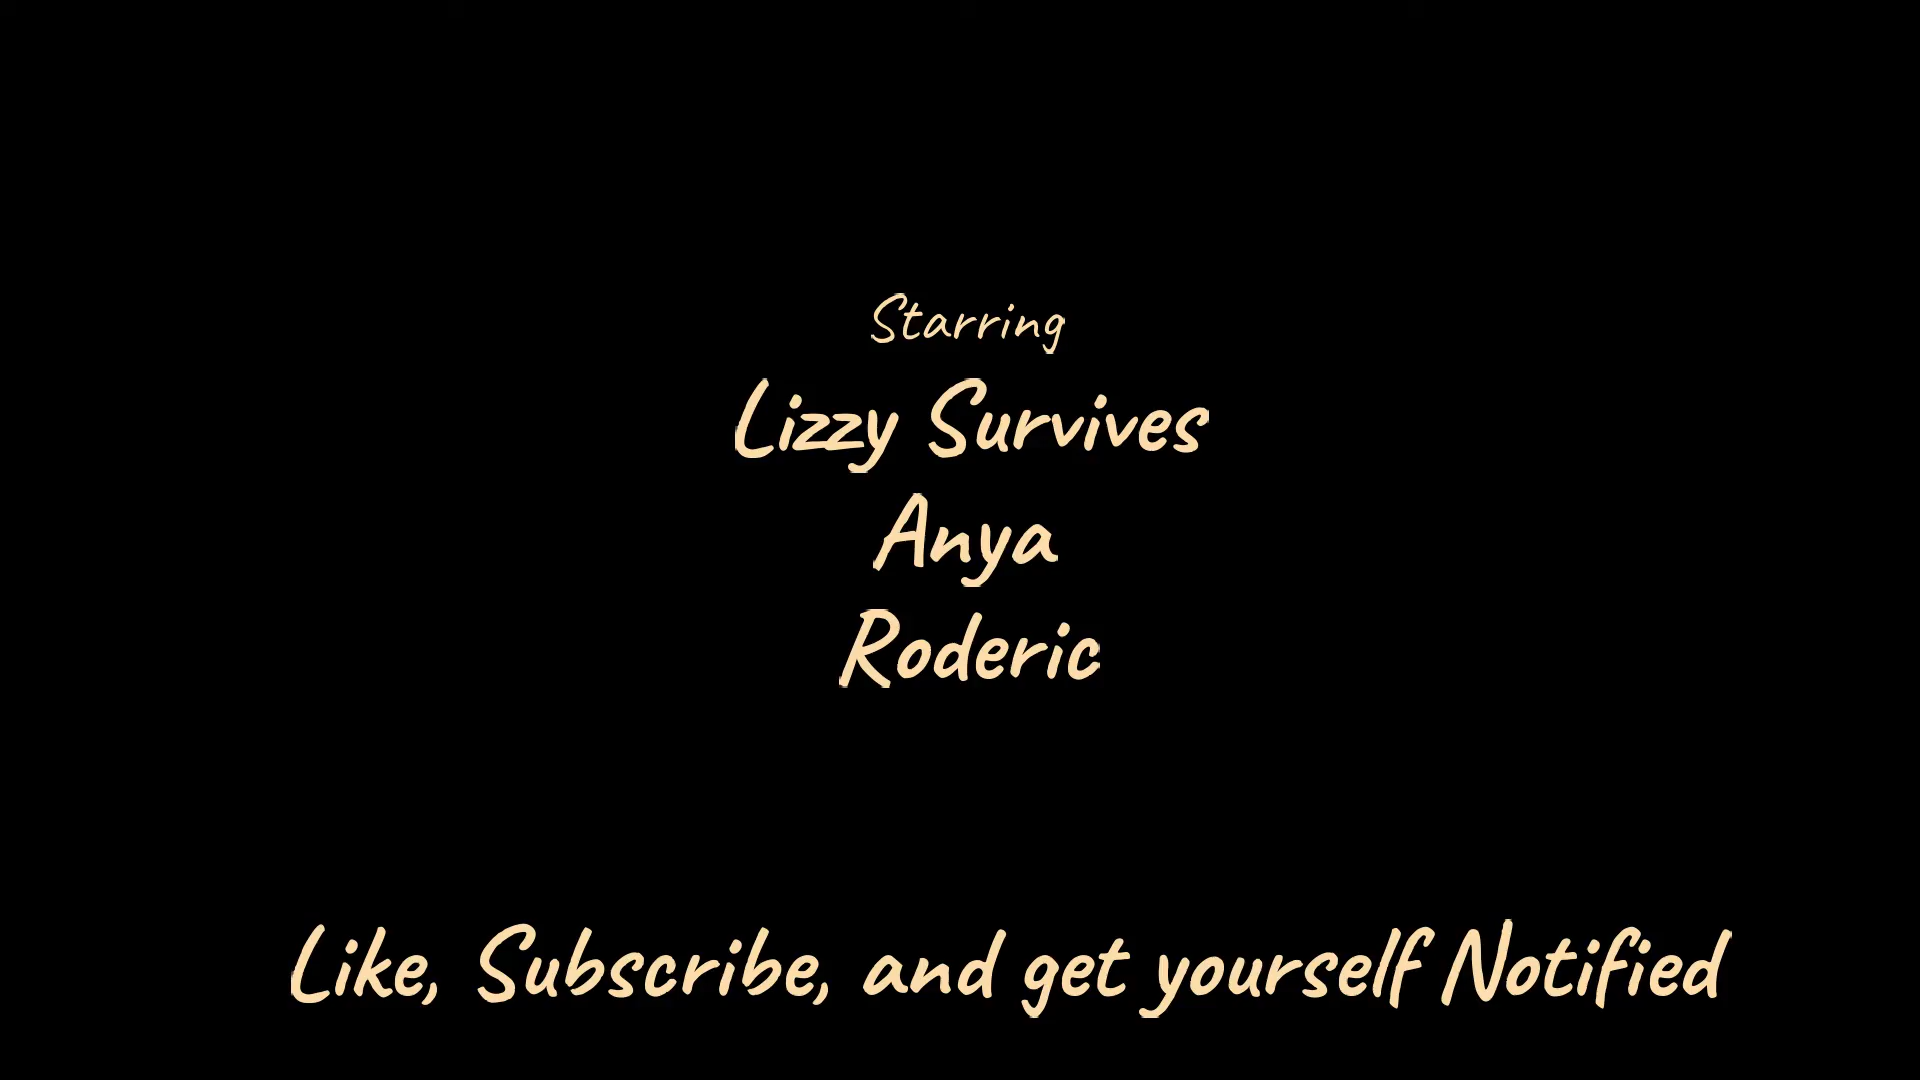 Starring
Lizzy Survives
Anya
Roderic
Like, Subscribe, and get yourself Notified